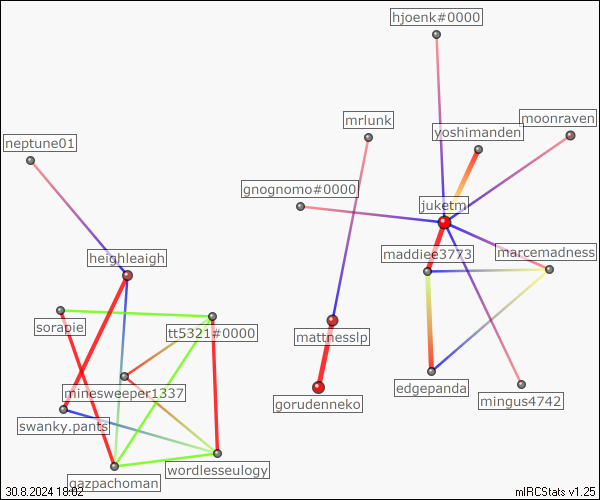 hjoenk#0000
moonraven
mrlunk
yoshimanden
neptune01
gnognomo#0000
juketm
maddiee3773
marcemadness
heighleaigh
sorapie
tt5321#0000
mattnesslp
minesweeper1337
edgepanda
gorudenneko
mingus4742
swanky.pants
wordlesseulogy
gazpachoman
30.8.2024 18:02
mIRCStats v1.25